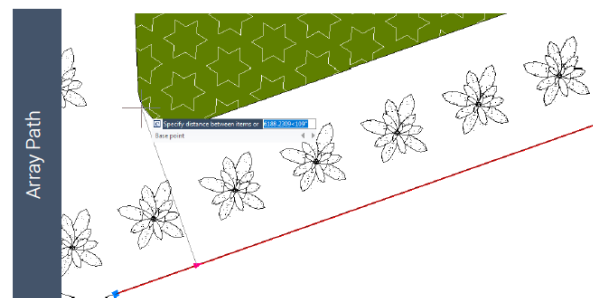 Array Path
Specify distance between items or
Base point